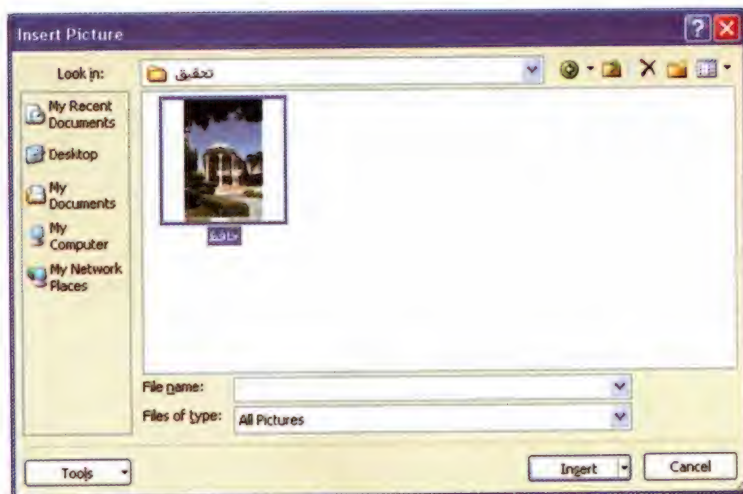 Insert Picture
Look in:
تحقیق
My Recent
Documents
Desktop
My
Documents
My
Computer
My Network
Places
حافظ
File name:
Files of type:
All Pictures
Tools
Insert
Cancel